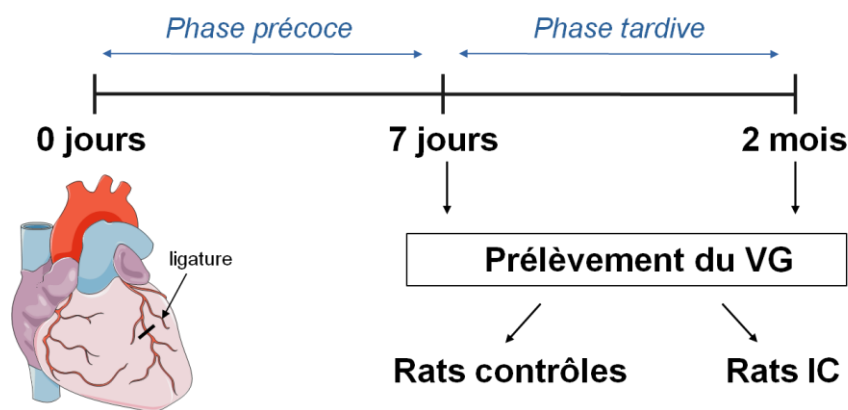 Phase précoce
Phase tardive
0 jours
7 jours
2 mois
ligature
Prélèvement du VG
Rats contrôles
Rats IC